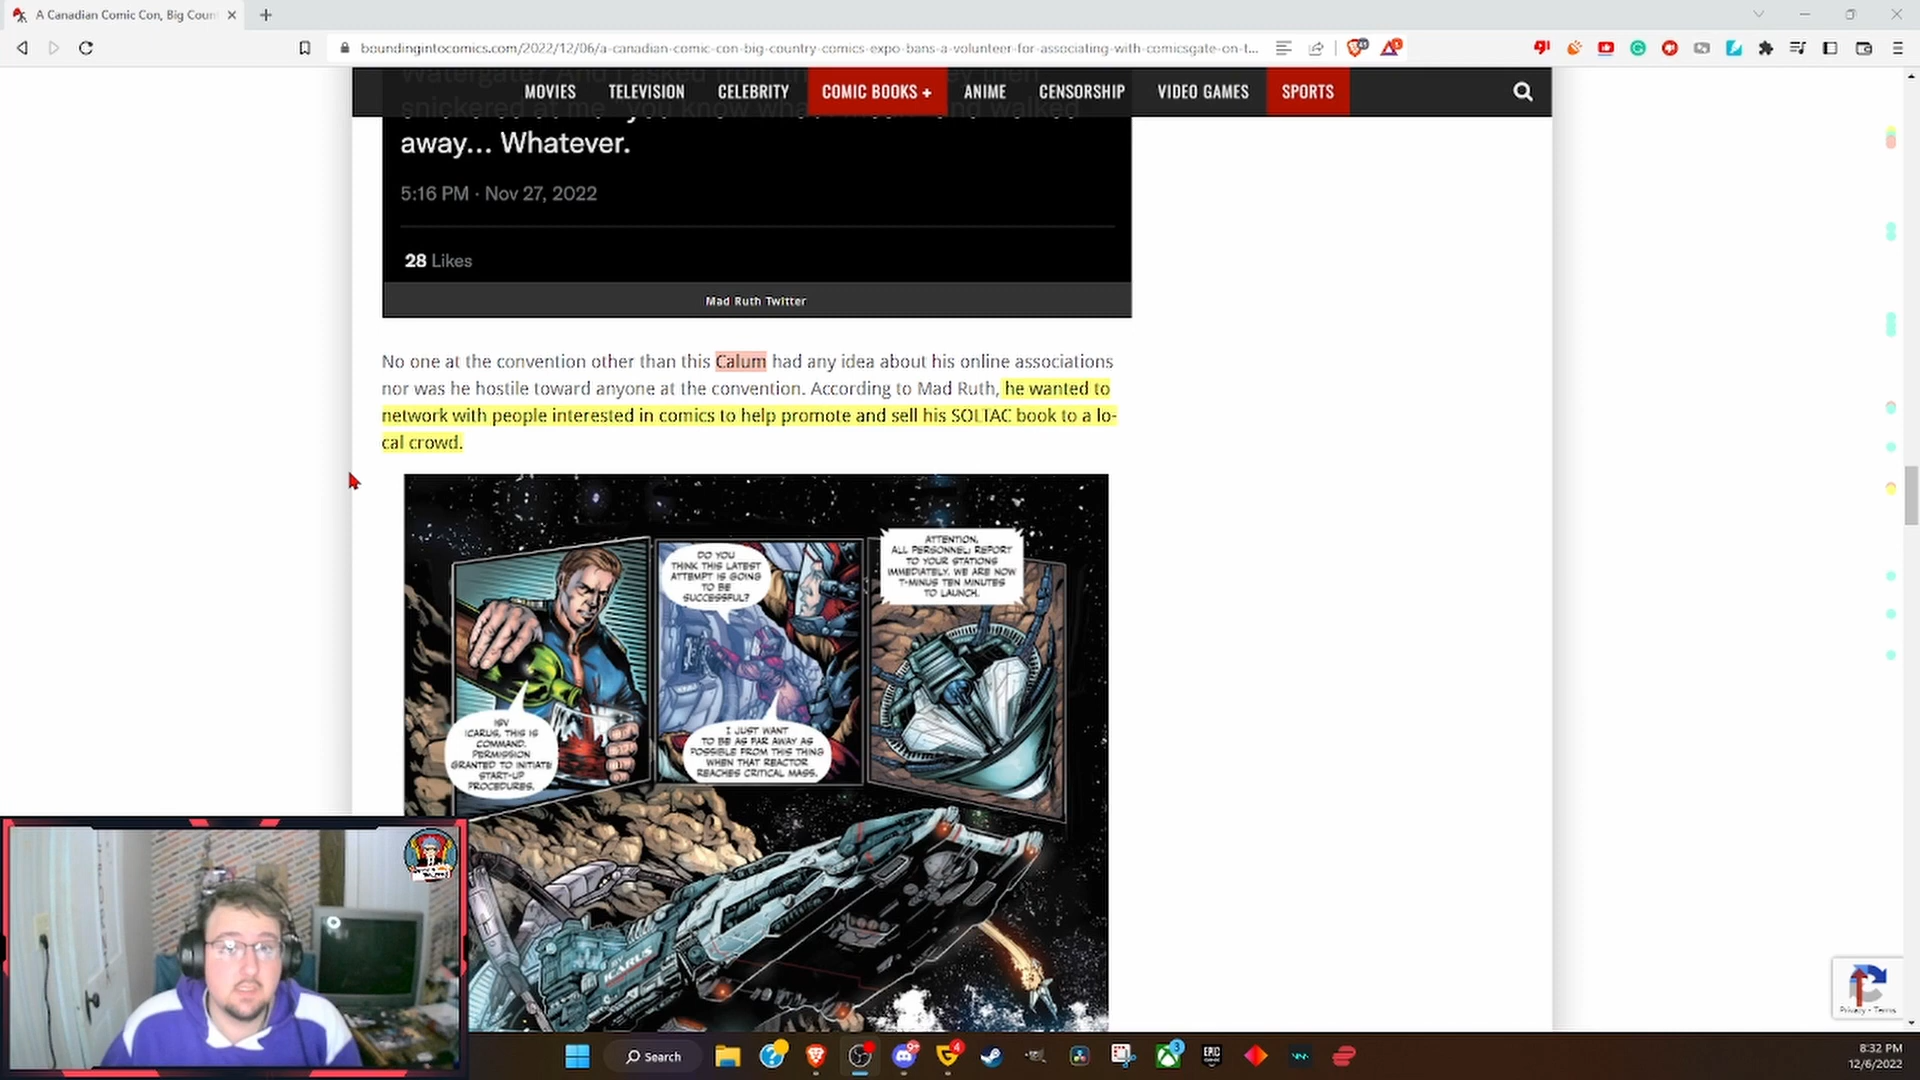 A Canadian Comic Con, Big Coun
boundingintocomics.com/2022/12/06/a-canadian-comic-con-big-country-comics-expo-bans-a-volunteer-for-associating-with-comicsgate-on-t...
MOVIES TELEVISION CELEBRITY COMIC BOOKS + ANIME CENSORSHIP VIDEO GAMES SPORTS
away... Whatever.
5:16 PM · Nov 27, 2022
28 Likes
Mad Ruth Twitter
No one at the convention other than this Calum had any idea about his online associations
nor was he hostile toward anyone at the convention. According to Mad Ruth, he wanted to
network with people interested in comics to help promote and sell his SOLTAC book to a lo-
cal crowd.
ISV
ICARUS, THIS IS
COMMAND.
PERMISSION
GRANTED TO INITIATE
START-UP
PROCEDURES.
DO YOU
THINK THIS LATEST
ATTEMPT IS GOING
TO BE
SUCCESSFUL?
I JUST WANT
TO BE AS FAR AWAY AS
POSSIBLE FROM THIS THING
WHEN THAT REACTOR
REACHES CRITICAL MASS.
ATTENTION,
ALL PERSONNEL: REPORT
TO YOUR STATIONS
IMMEDIATELY. WE ARE NOW
T-MINUS TEN MINUTES
TO LAUNCH.
ICARUS
Privacy - Terms
Search
EPIC
8:32 PM
12/6/2022